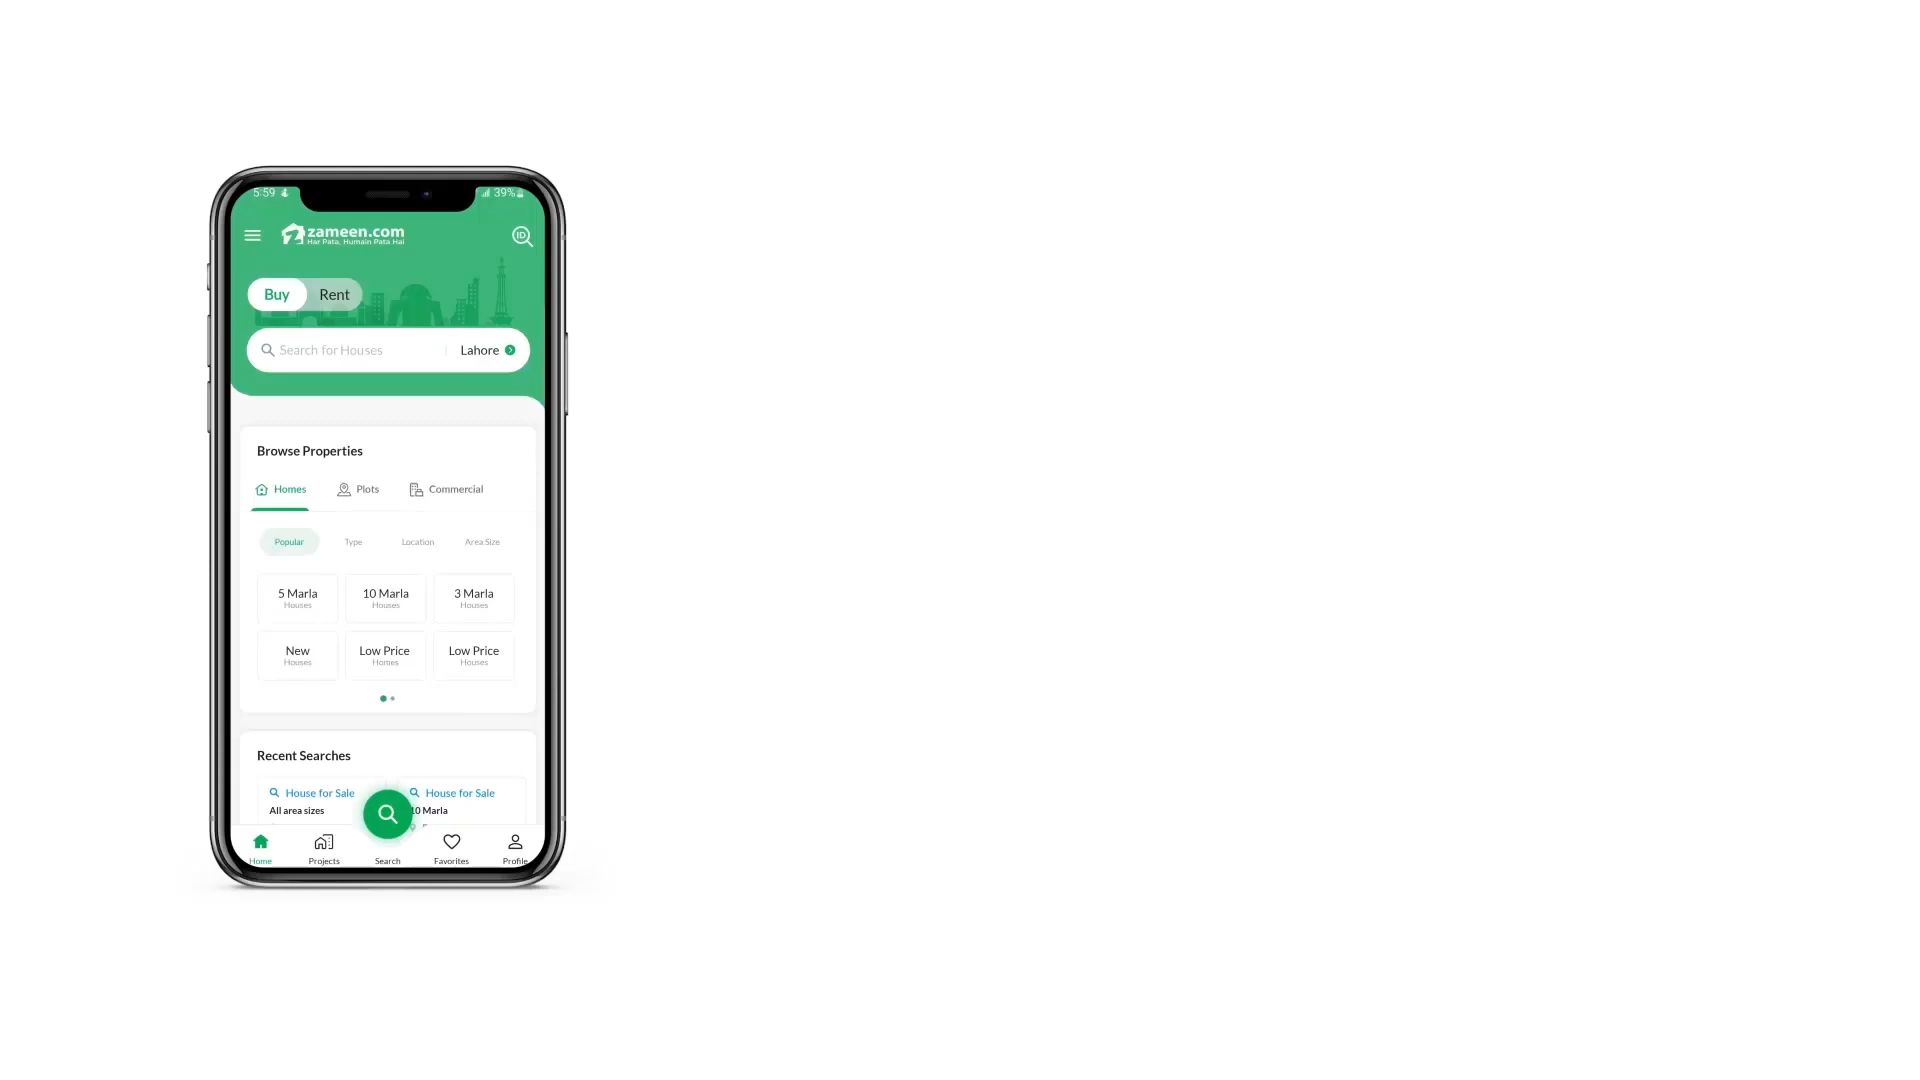 5:59
39%
zameen.com
Har Pata, Humain Pata Hai
ID
Buy Rent
Search for Houses Lahore
Browse Properties
Homes Plots Commercial
Popular Type Location Area Size
5 Marla 10 Marla 3 Marla
Houses Houses Houses
New Low Price Low Price
Houses Homes Houses
Recent Searches
House for Sale House for Sale
All area sizes 10 Marla
Home Projects Search Favorites Profile